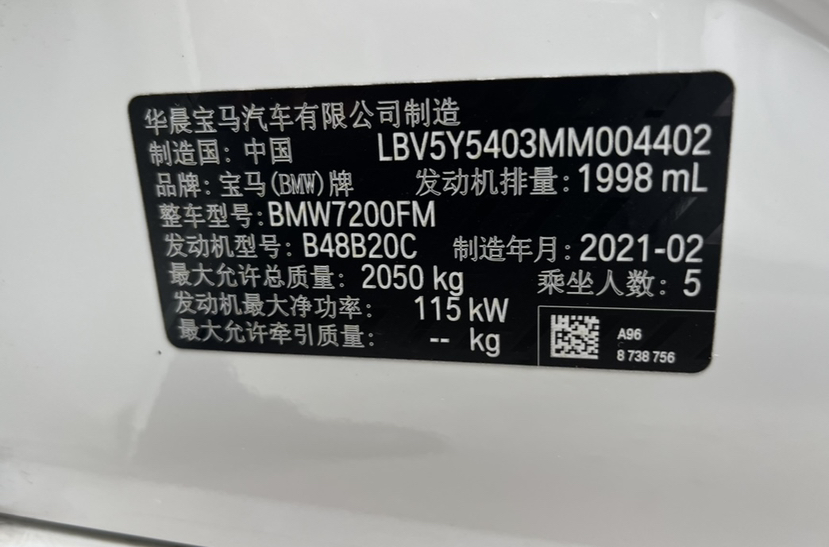 华晨宝马汽车有限公司制造
制造国: 中国 LBV5Y5403MM004402
品牌: 宝马(BMW)牌 发动机排量: 1998 mL
整车型号: BMW7200FM
发动机型号: B48B20C 制造年月: 2021-02
最大允许总质量: 2050 kg 乘坐人数: 5
发动机最大净功率: 115 kW
最大允许牵引质量: -- kg
A96
8 738 756